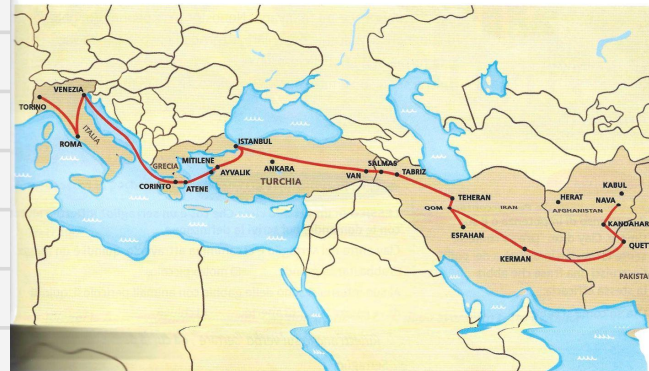 VENEZIA
TORINO
ROMA
ITALIA
GRECIA
CORINTO
ATENE
MITILENE
AYVALIK
ISTANBUL
ANKARA
TURCHIA
VAN
SALMAS
TABRIZ
TEHERAN
QOM
IRAN
ESFAHAN
KERMAN
HERAT
AFGHANISTAN
KABUL
NAVA
KANDAHAR
QUET
PAKISTA